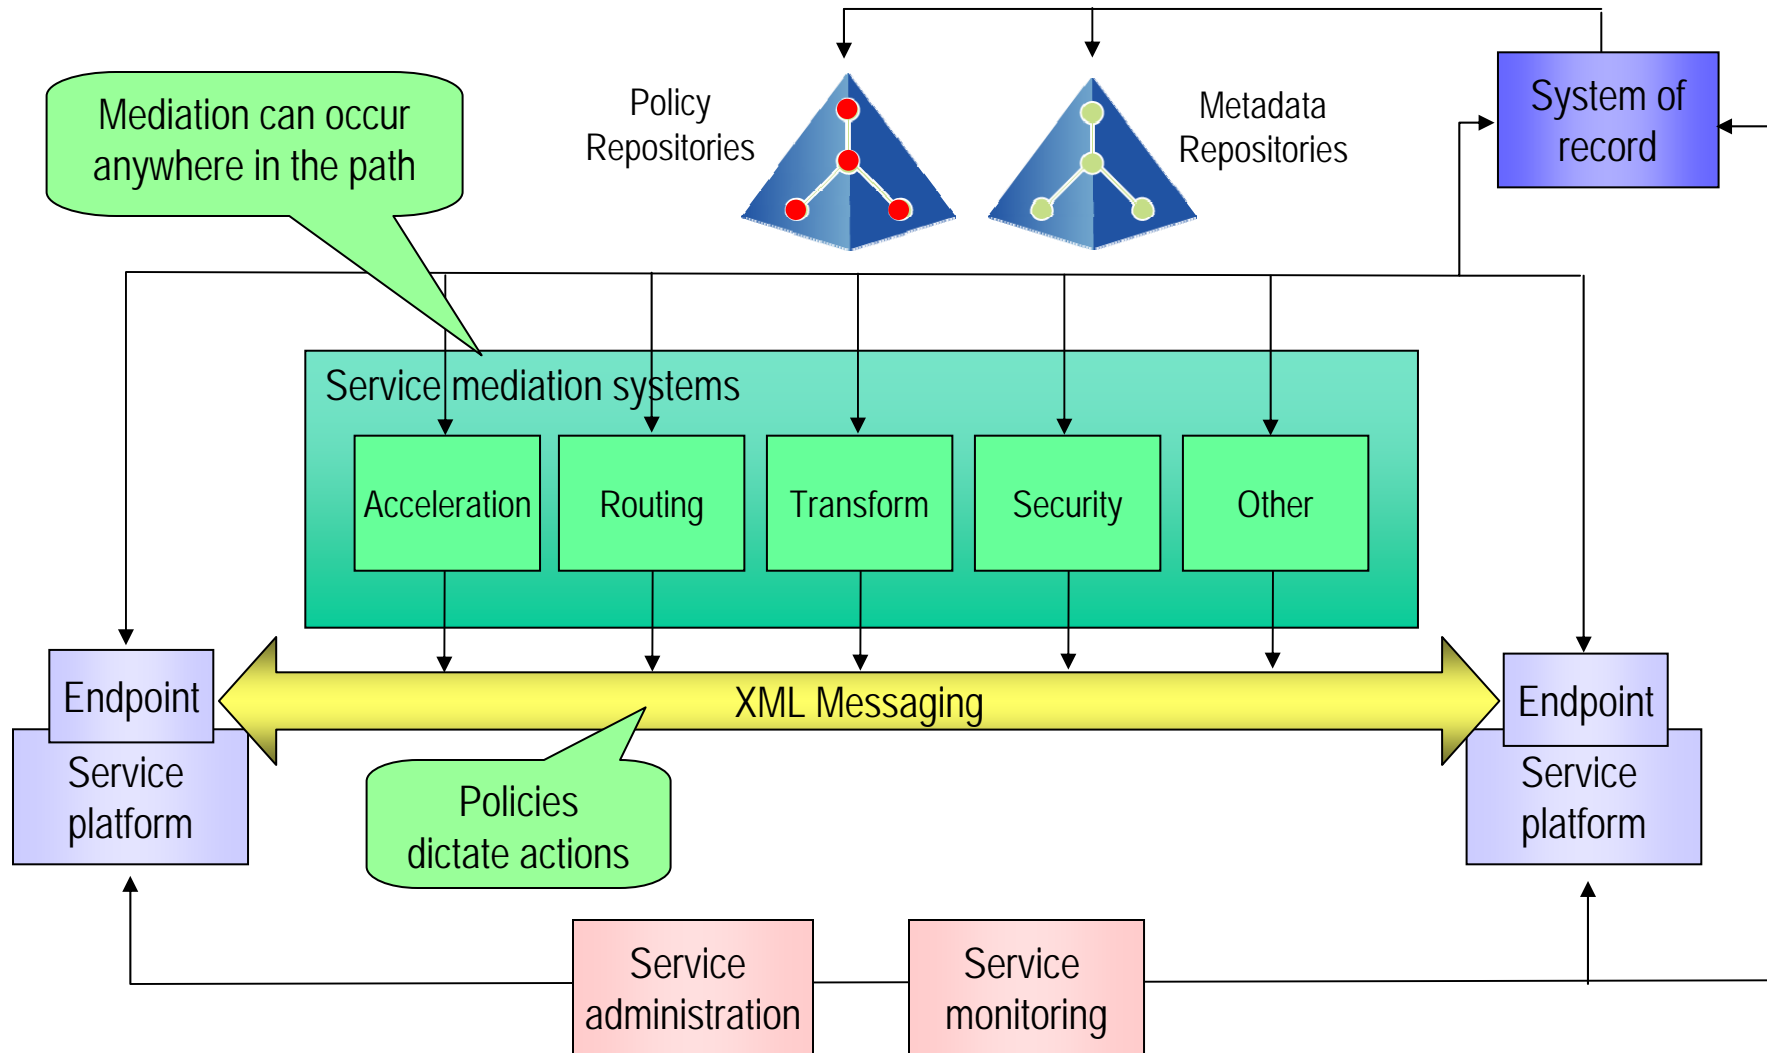 Mediation can occur
anywhere in the path
Policy
Repositories
Metadata
Repositories
System of
record
Service mediation systems
Acceleration
Routing
Transform
Security
Other
Endpoint
XML Messaging
Endpoint
Service
platform
Policies
dictate actions
Service
platform
Service
administration
Service
monitoring